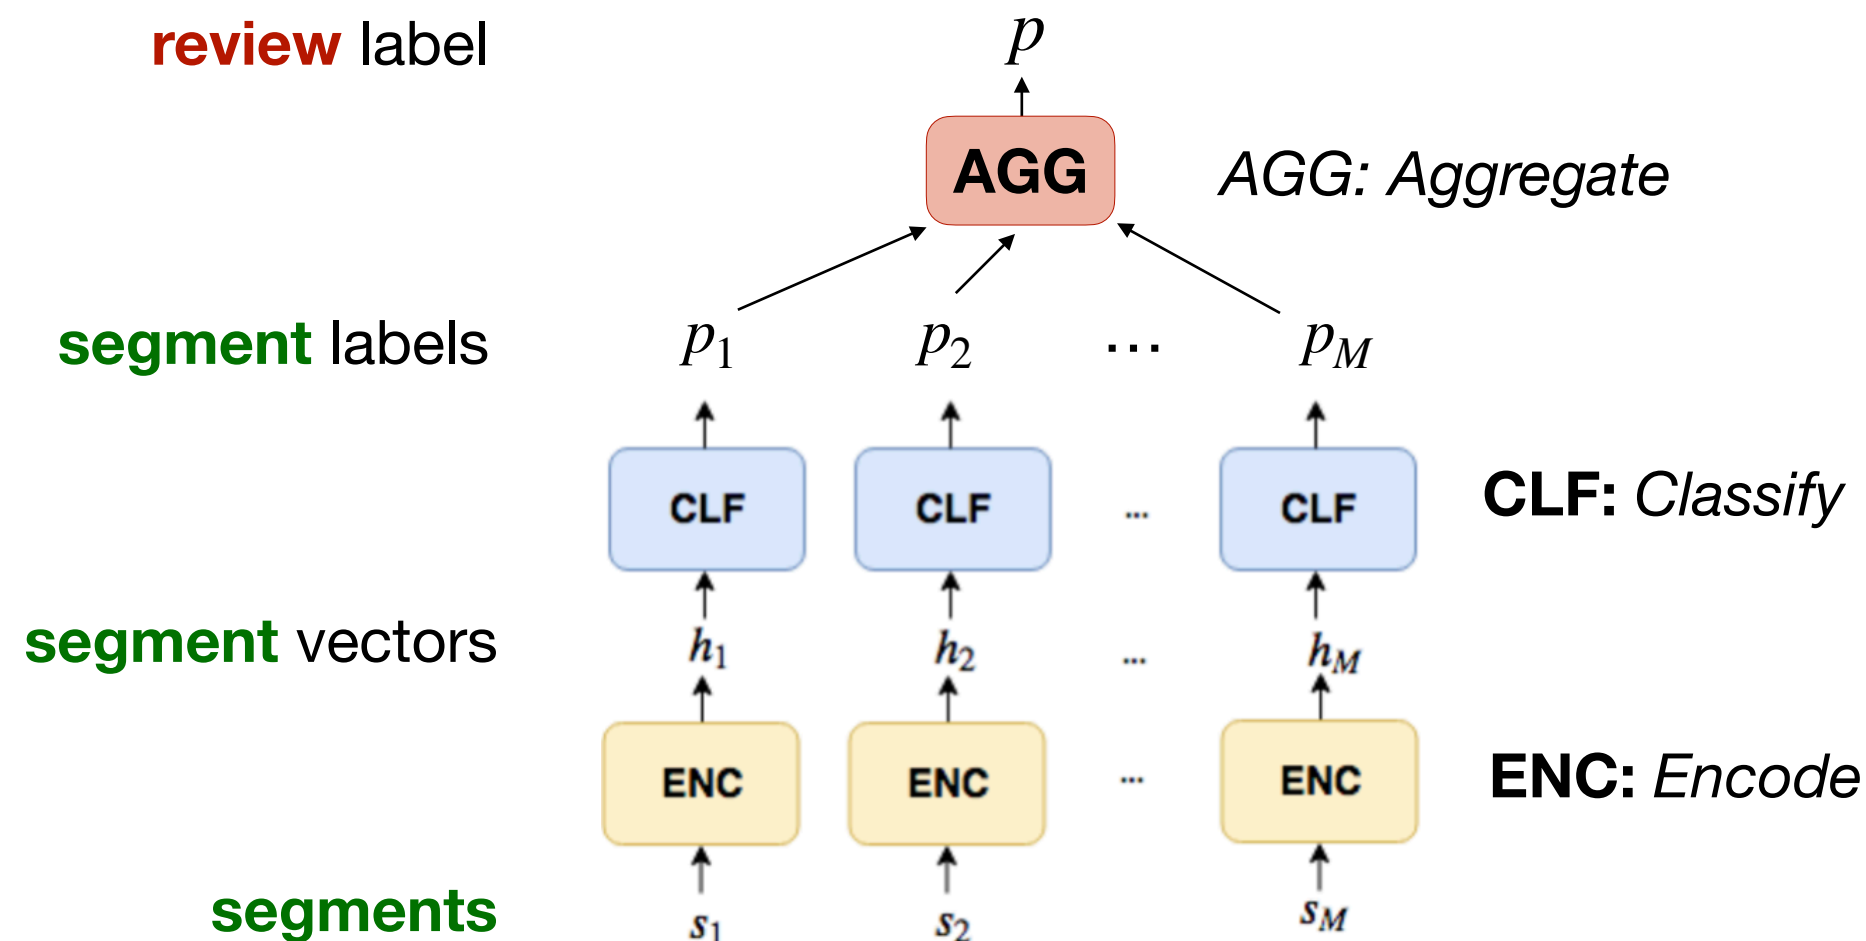 review label p
AGG AGG: Aggregate
segment labels p1 p2 ... pM
CLF CLF ... CLF CLF: Classify
segment vectors h1 h2 ... hM
ENC ENC ... ENC ENC: Encode
segments s1 s2 sM